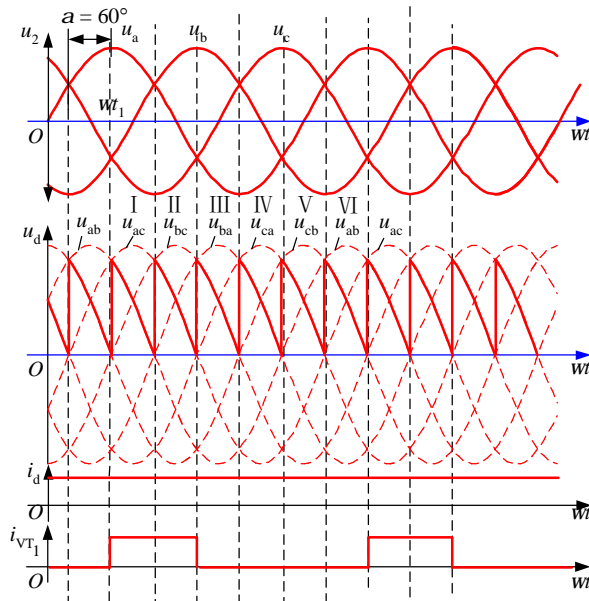 a = 60°
u2 ua ub uc
wt1
O wt
I II III IV V VI
ud uab uac ubc uba uca ucb uab uac
O wt
id
O wt
iVT1
O wt